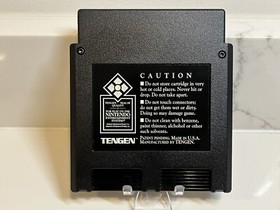 CAUTION
■ Do not store cartridge in very
hot or cold places. Never hit or
drop. Do not take apart.
■ Do not touch connectors;
do not get them wet or dirty.
Doing so may damage game.
■ Do not clean with benzene,
paint thinner, alcohol or other
such solvents.
PATENT PENDING. MADE IN U.S.A.
MANUFACTURED BY TENGEN.
NINTENDO
TENGEN